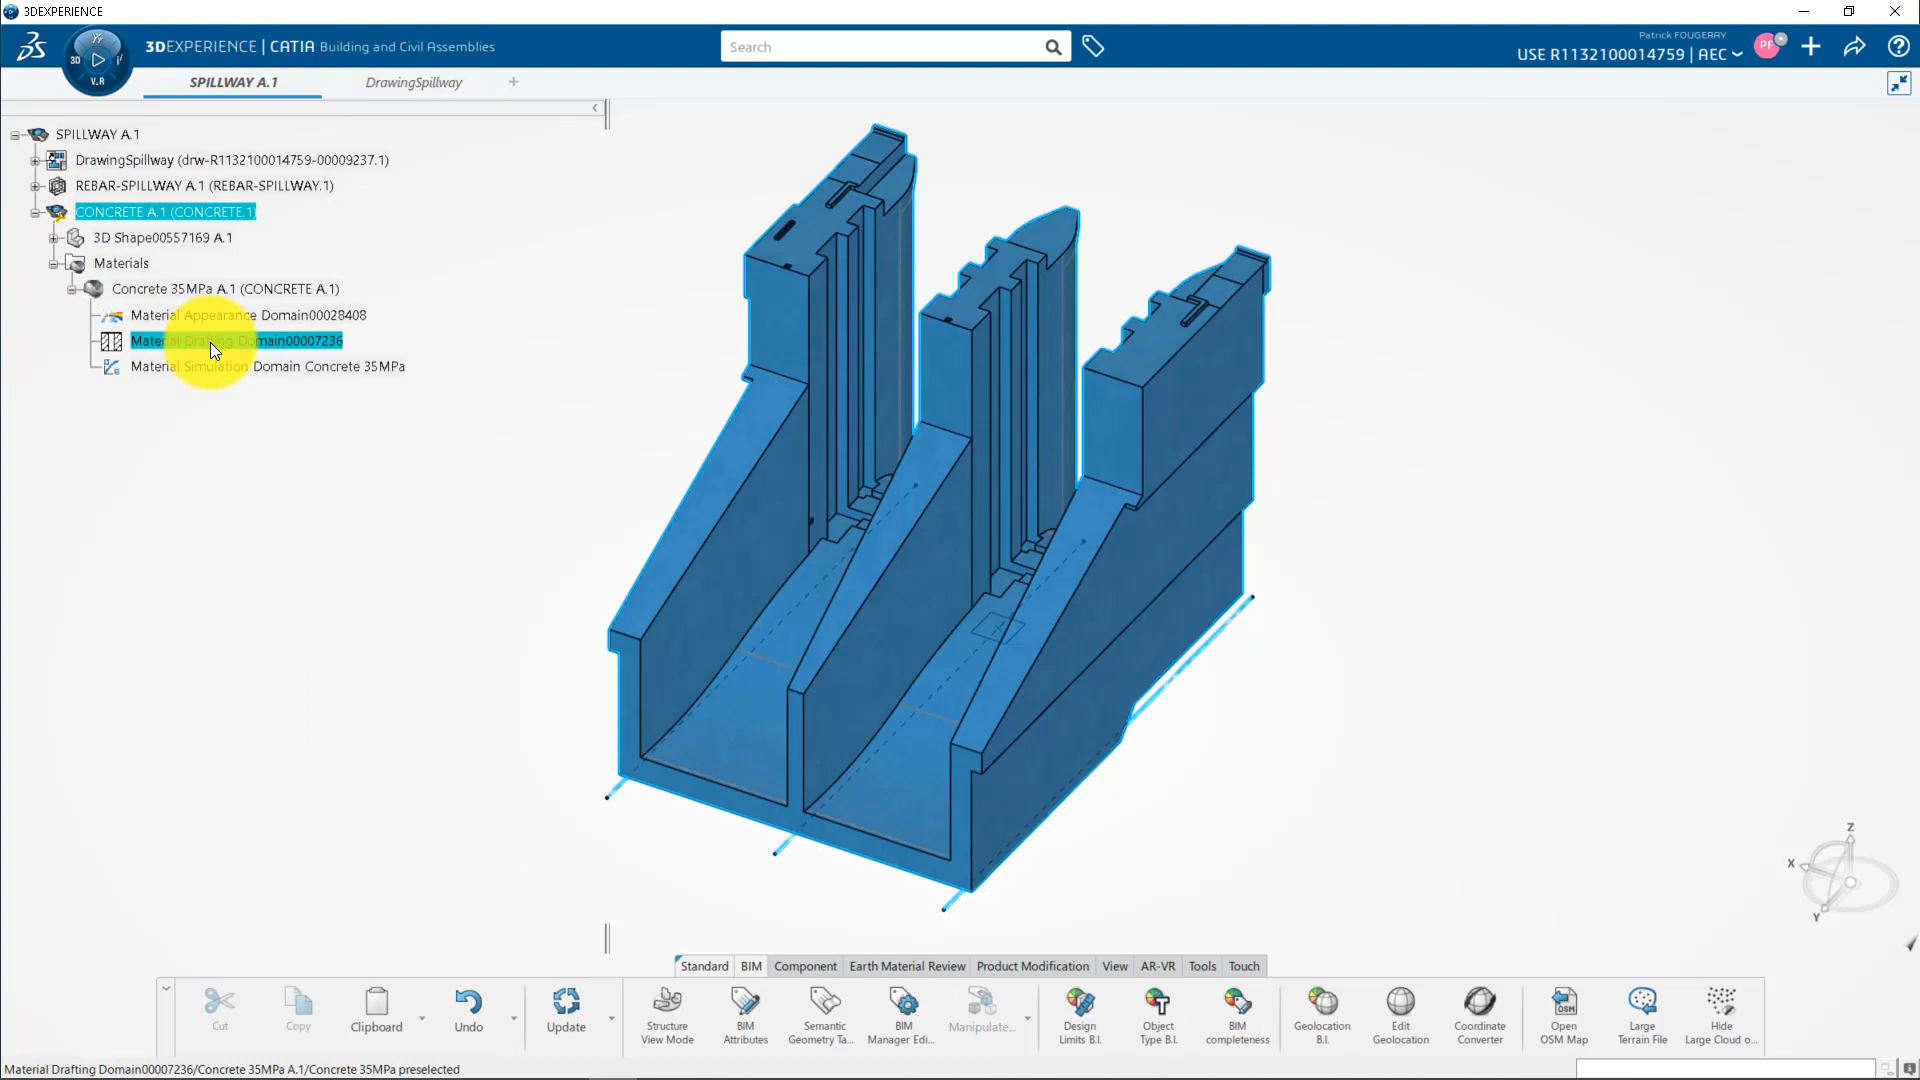 3DEXPERIENCE
3DEXPERIENCE | CATIA Building and Civil Assemblies
Search
Patrick FOUGERAY
USE R1132100014759 | AEC
PF
3D
V.R
SPILLWAY A.1
DrawingSpillway
SPILLWAY A.1
DrawingSpillway (drw-R1132100014759-00009237.1)
REBAR-SPILLWAY A.1 (REBAR-SPILLWAY.1)
CONCRETE A.1 (CONCRETE.1)
3D Shape00557169 A.1
Materials
Concrete 35MPa A.1 (CONCRETE A.1)
Material Appearance Domain00028408
Material Drafting Domain00007236
Material Simulation Domain Concrete 35MPa
Z
X
Y
Standard BIM Component Earth Material Review Product Modification View AR-VR Tools Touch
Cut
Copy
Clipboard
Undo
Update
Structure View Mode
BIM Attributes
Semantic Geometry Ta...
BIM Manager Edi...
Manipulate...
Design Limits B.I.
Object Type B.I.
BIM completeness
Geolocation B.I.
Edit Geolocation
Coordinate Converter
OSM
Open OSM Map
Large Terrain File
Hide Large Cloud o...
Material Drafting Domain00007236/Concrete 35MPa A.1/Concrete 35MPa preselected